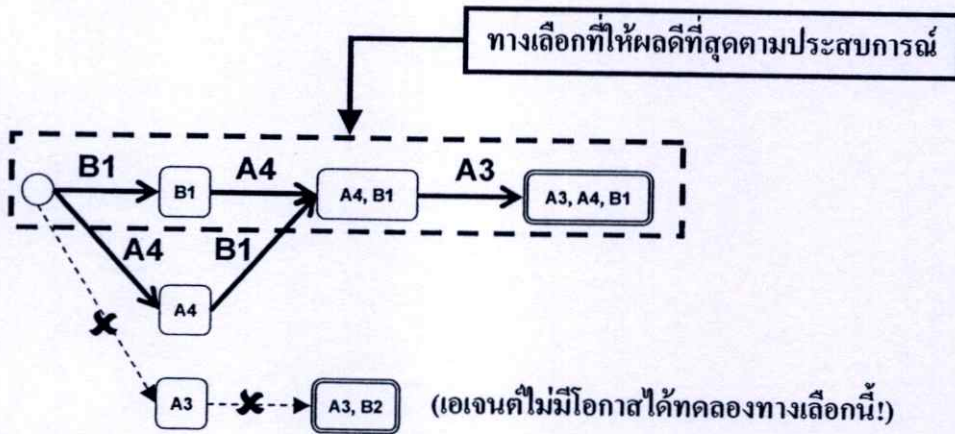 ทางเลือกที่ให้ผลดีที่สุดตามประสบการณ์
B1 A4 A3
B1 A4, B1 A3, A4, B1
A4 B1
A4
A3 A3, B2 (เอเจนต์ไม่มีโอกาสได้ทดลองทางเลือกนี้!)